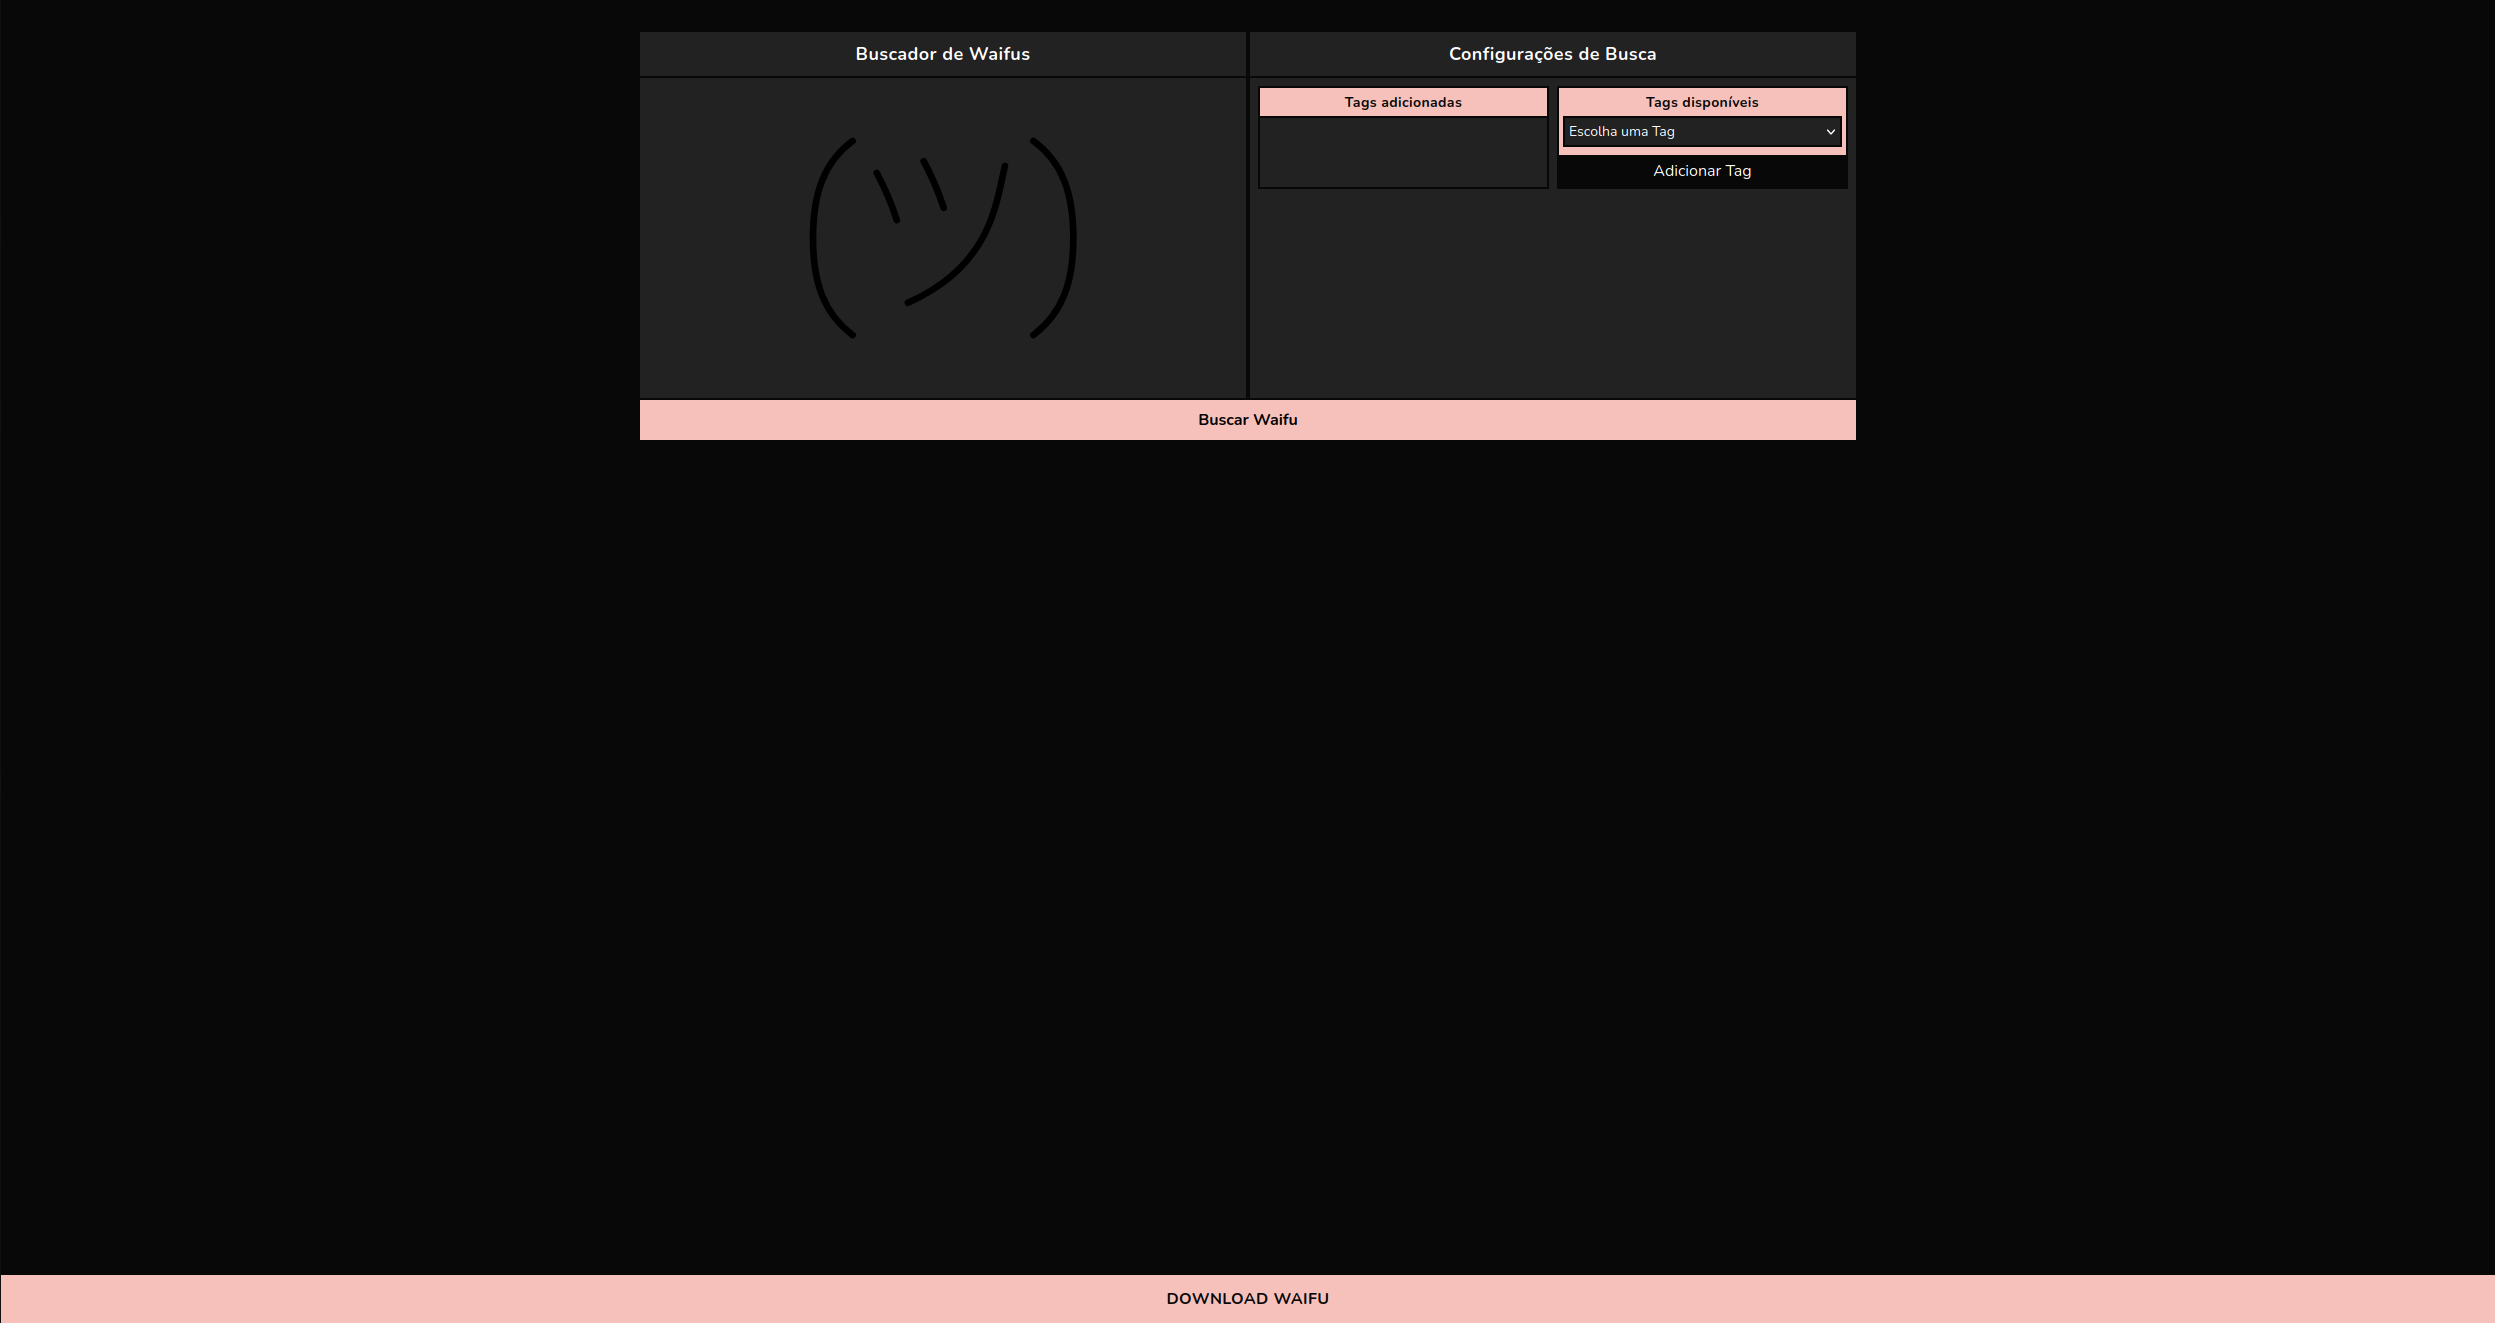 Buscador de Waifus
Configurações de Busca
(ツ)
Tags adicionadas
Tags disponíveis
Escolha uma Tag
Adicionar Tag
Buscar Waifu
DOWNLOAD WAIFU